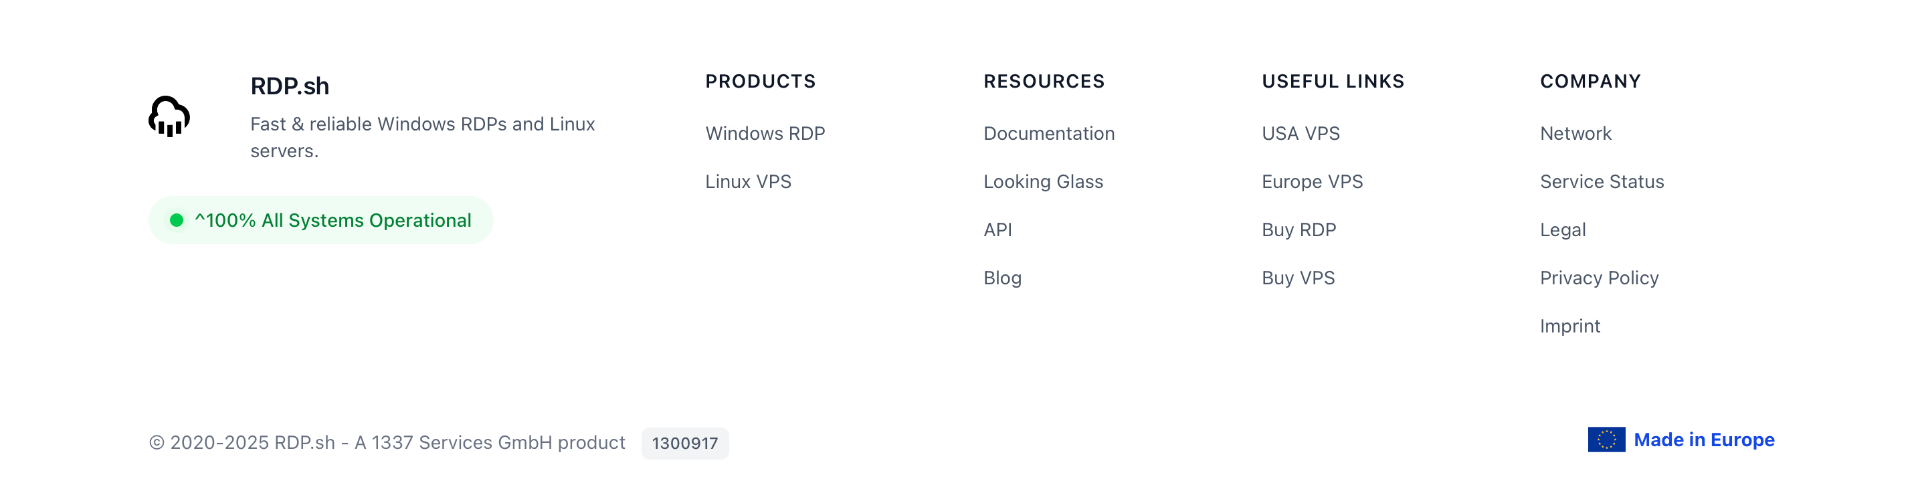 RDP.sh
Fast & reliable Windows RDPs and Linux
servers.
^100% All Systems Operational
PRODUCTS
Windows RDP
Linux VPS
RESOURCES
Documentation
Looking Glass
API
Blog
USEFUL LINKS
USA VPS
Europe VPS
Buy RDP
Buy VPS
COMPANY
Network
Service Status
Legal
Privacy Policy
Imprint
© 2020-2025 RDP.sh - A 1337 Services GmbH product 1300917
Made in Europe